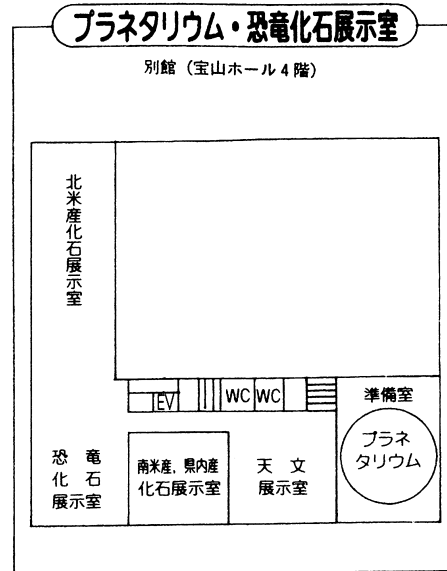 プラネタリウム・恐竜化石展示室
別館（宝山ホール4階）
北米産化石展示室
EV
WC
WC
準備室
プラネ
タリウム
恐竜
化石
展示室
南米産,県内産
化石展示室
天文
展示室